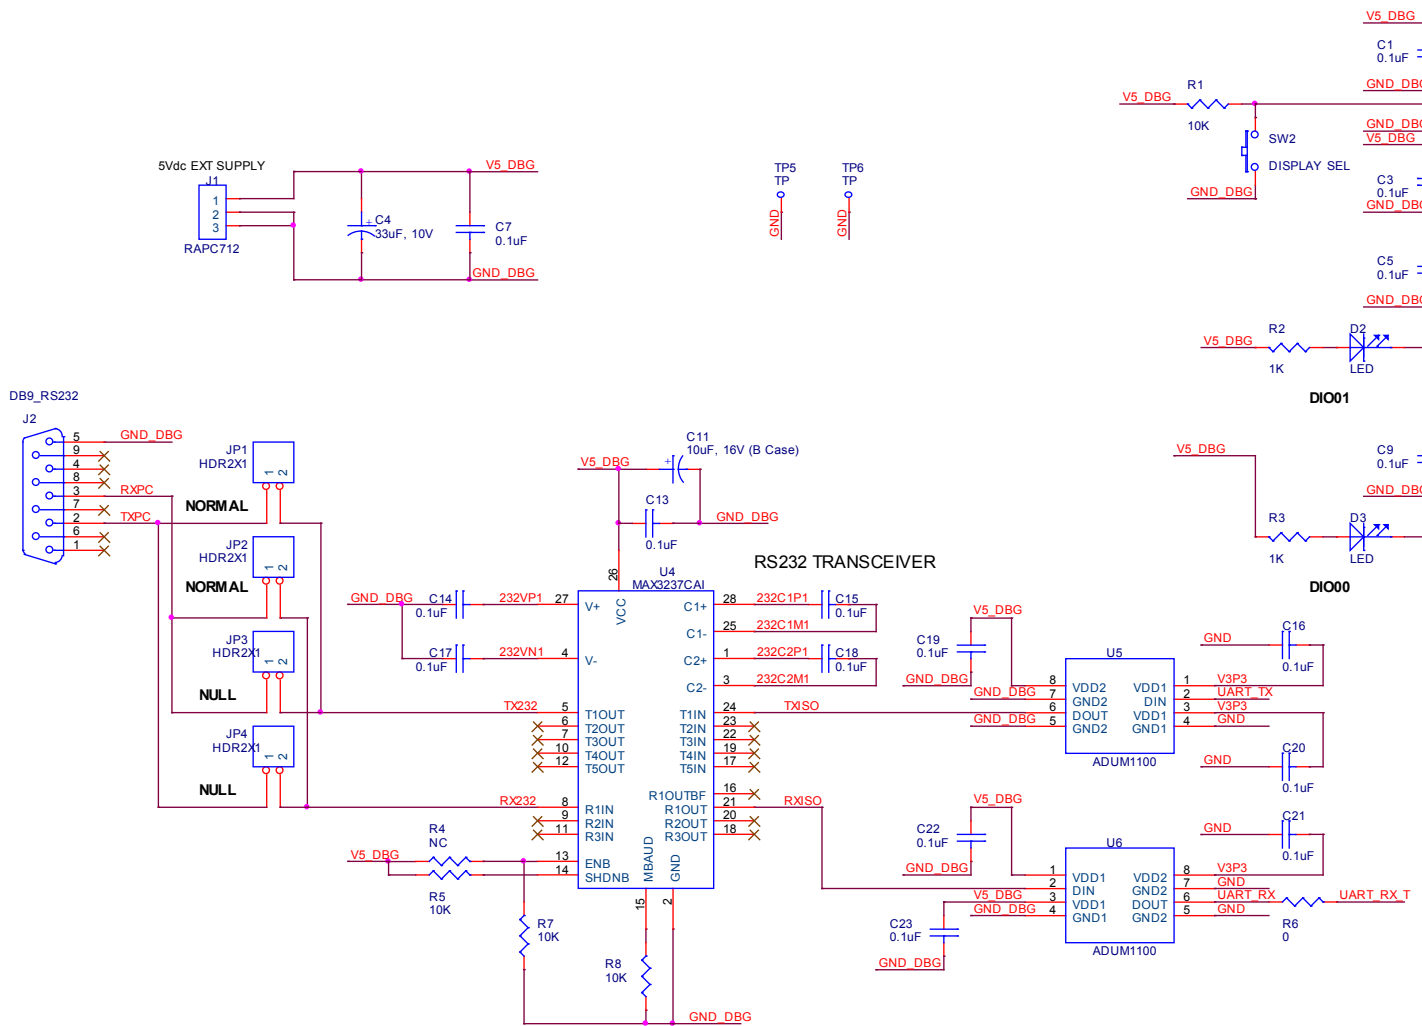 V5_DBG
C1
0.1uF
GND_DBG
R1
V5_DBG
10K
GND_DBG
V5_DBG
SW2
DISPLAY SEL
C3
0.1uF
GND_DBG
GND_DBG
5Vdc EXT SUPPLY
J1
1
2
3
RAPC712
V5_DBG
C4
33uF, 10V
C7
0.1uF
GND_DBG
TP5
TP
GND
TP6
TP
GND
C5
0.1uF
GND_DBG
R2
V5_DBG
1K
D2
LED
DIO01
V5_DBG
C9
0.1uF
GND_DBG
R3
1K
D3
LED
DIO00
DB9_RS232
J2
5
9
4
8
3
7
2
6
1
GND_DBG
RXPC
TXPC
JP1
HDR2X1
1 2
NORMAL
JP2
HDR2X1
1 2
NORMAL
JP3
HDR2X1
1 2
NULL
JP4
HDR2X1
1 2
NULL
C11
10uF, 16V (B Case)
V5_DBG
C13
0.1uF
GND_DBG
RS232 TRANSCEIVER
U4
MAX3237CAI
26
VCC
GND_DBG
C14
0.1uF
232VP1
27
V+
C17
0.1uF
232VN1
4
V-
TX232
5
T1OUT
6
T2OUT
7
T3OUT
10
T4OUT
12
T5OUT
RX232
8
R1IN
9
R2IN
11
R3IN
13
ENB
14
SHDNB
MBAUD
15
GND
2
C1+
28
232C1P1
C15
0.1uF
C1-
25
232C1M1
C2+
1
232C2P1
C18
0.1uF
C2-
3
232C2M1
T1IN
24
TXISO
T2IN
23
T3IN
22
T4IN
19
T5IN
17
R1OUTBF
16
R1OUT
21
RXISO
R2OUT
20
R3OUT
18
R4
NC
V5_DBG
R5
10K
R7
10K
R8
10K
GND_DBG
V5_DBG
C19
0.1uF
GND_DBG
GND_DBG
GND_DBG
U5
8
VDD2
7
GND2
6
DOUT
5
GND2
VDD1
1
V3P3
DIN
2
UART_TX
VDD1
3
V3P3
GND1
4
GND
ADUM1100
GND
C16
0.1uF
GND
C20
0.1uF
V5_DBG
C22
0.1uF
GND_DBG
V5_DBG
GND_DBG
C23
0.1uF
GND_DBG
U6
1
VDD1
2
DIN
3
VDD1
4
GND1
VDD2
8
V3P3
GND2
7
GND
DOUT
6
UART_RX
GND2
5
GND
ADUM1100
GND
C21
0.1uF
R6
0
UART_RX_T